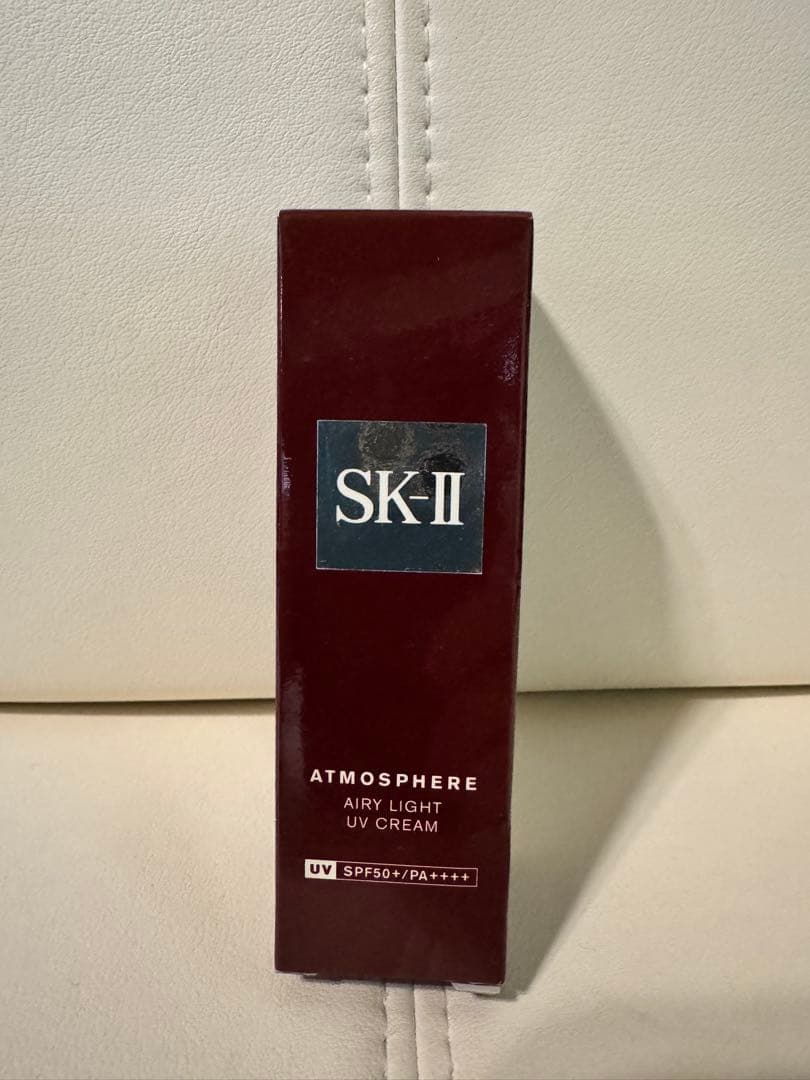 SK-II
ATMOSPHERE
AIRY LIGHT
UV CREAM
UV SPF50+/PA++++